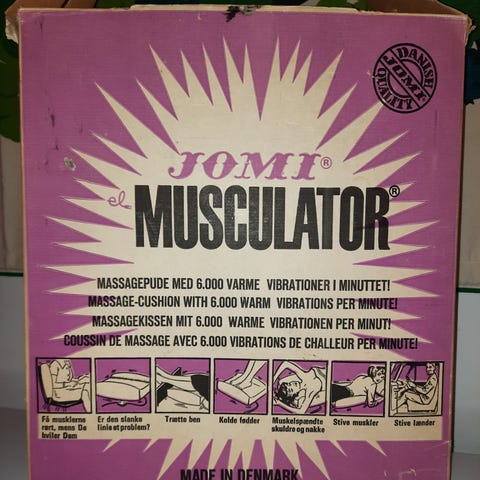 DANISH
JOMI
QUALITY
JOMI®
el
MUSCULATOR®
MASSAGEPUDE MED 6.000 VARME VIBRATIONER I MINUTTET!
MASSAGE-CUSHION WITH 6.000 WARM VIBRATIONS PER MINUTE!
MASSAGEKISSEN MIT 6.000 WARME VIBRATIONEN PER MINUT!
COUSSIN DE MASSAGE AVEC 6.000 VIBRATIONS DE CHALLEUR PER MINUTE!
Få musklerne rørt, mens De hviler Dem
Er den slanke linie et problem?
Trætte ben
Kolde fødder
Muskelspændte skuldre og nakke
Stive muskler
Stive lænder
MADE IN DENMARK